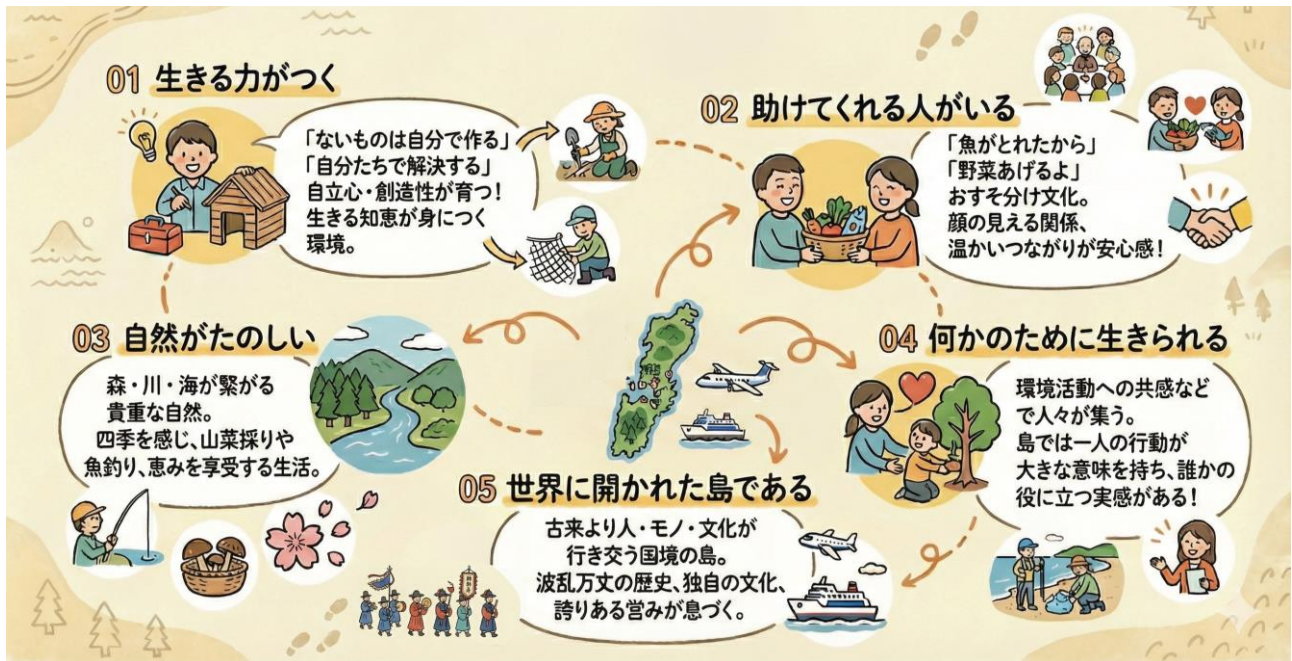 01 生きる力がつく
「ないものは自分で作る」
「自分たちで解決する」
自立心・創造性が育つ！
生きる知恵が身につく
環境。
02 助けてくれる人がいる
「魚がとれたから」
「野菜あげるよ」
おすそ分け文化。
顔の見える関係、
温かいつながりが安心感！
03 自然がたのしい
森・川・海が繋がる
貴重な自然。
四季を感じ、山菜採りや
魚釣り、恵みを享受する生活。
04 何かのために生きられる
環境活動への共感など
で人々が集う。
島では一人の行動が
大きな意味を持ち、誰かの
役に立つ実感がある！
05 世界に開かれた島である
古来より人・モノ・文化が
行き交う国境の島。
波乱万丈の歴史、独自の文化、
誇りある営みが息づく。